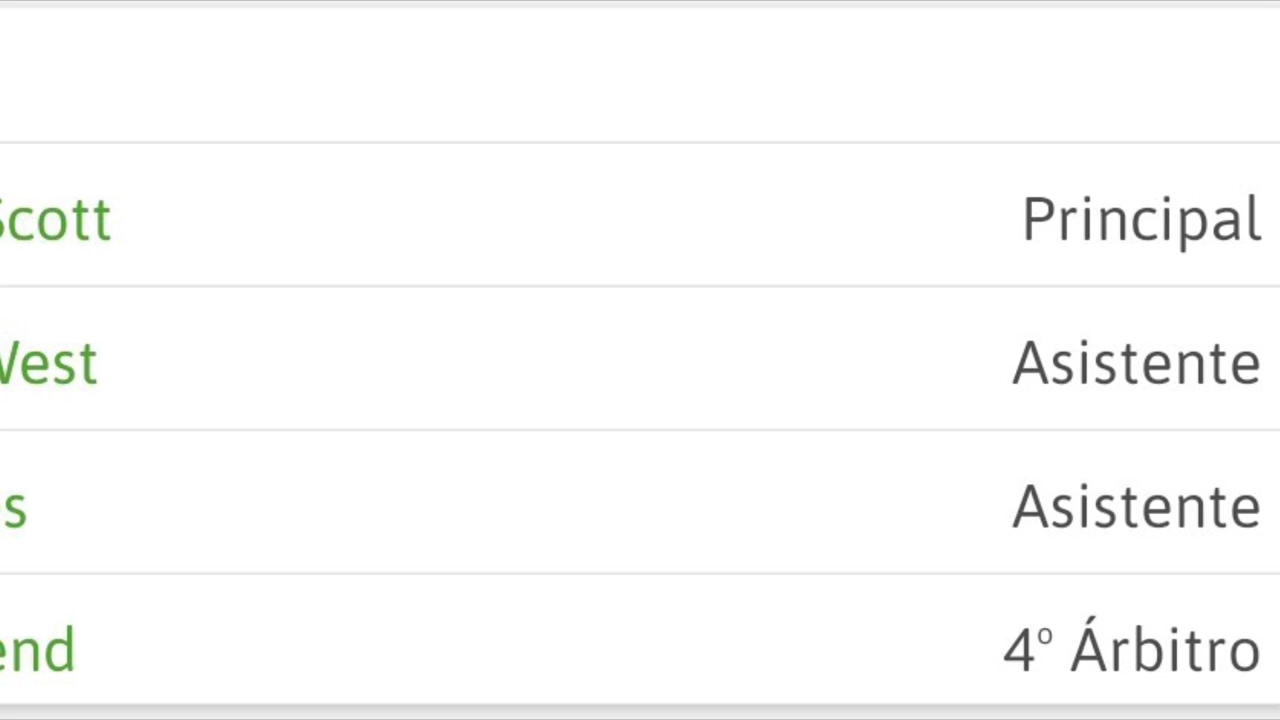 Scott Principal
West Asistente
s Asistente
end 4º Árbitro